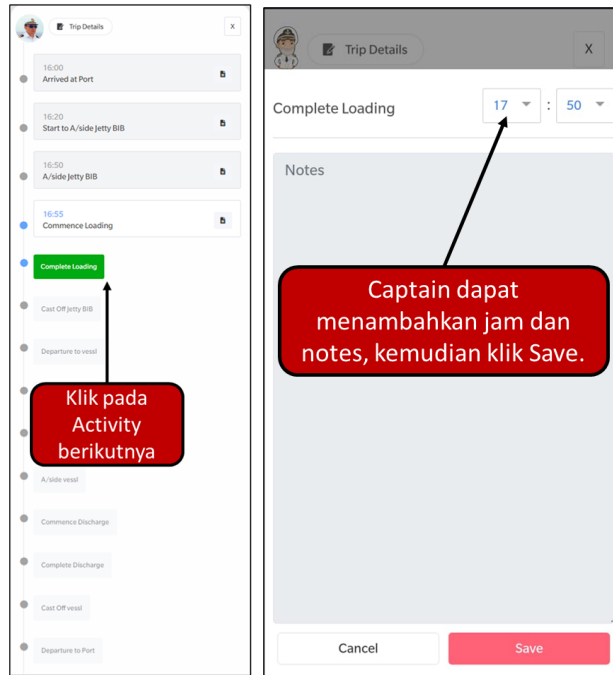 Trip Details
X
16:00
Arrived at Port
16:20
Start to A/side Jetty BIB
16:50
A/side Jetty BIB
16:55
Commence Loading
Complete Loading
Cast Off Jetty BIB
Departure to vessl
Klik pada
Activity
berikutnya
A/side vessl
Commence Discharge
Complete Discharge
Cast Off vessl
Departure to Port
Trip Details
X
Complete Loading
17 : 50
Notes
Captain dapat
menambahkan jam dan
notes, kemudian klik Save.
Cancel
Save